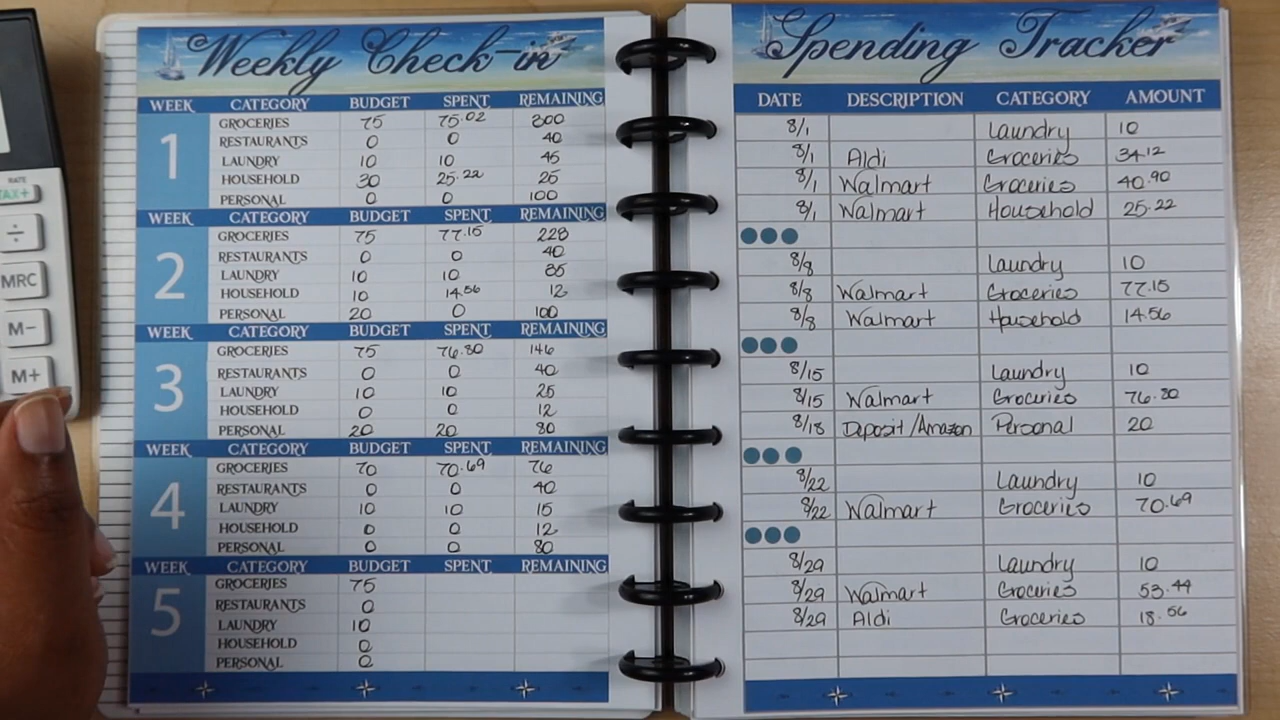 Weekly Check-in
WEEK CATEGORY BUDGET SPENT REMAINING
1
GROCERIES 75 75.02 300
RESTAURANTS 0 0 40
LAUNDRY 10 10 45
HOUSEHOLD 30 25.22 25
PERSONAL 0 0 100
WEEK CATEGORY BUDGET SPENT REMAINING
2
GROCERIES 75 77.15 223
RESTAURANTS 0 0 40
LAUNDRY 10 10 35
HOUSEHOLD 10 14.56 12
PERSONAL 20 0 100
WEEK CATEGORY BUDGET SPENT REMAINING
3
GROCERIES 75 76.80 146
RESTAURANTS 0 0 40
LAUNDRY 10 10 25
HOUSEHOLD 0 0 12
PERSONAL 20 20 80
WEEK CATEGORY BUDGET SPENT REMAINING
4
GROCERIES 70 70.69 76
RESTAURANTS 0 0 40
LAUNDRY 10 10 15
HOUSEHOLD 0 0 12
PERSONAL 0 0 80
WEEK CATEGORY BUDGET SPENT REMAINING
5
GROCERIES 75
RESTAURANTS 0
LAUNDRY 10
HOUSEHOLD 0
PERSONAL 0
Spending Tracker
DATE DESCRIPTION CATEGORY AMOUNT
8/1 Laundry 10
8/1 Aldi Groceries 34.12
8/1 Walmart Groceries 40.90
8/1 Walmart Household 25.22
8/8 Laundry 10
8/8 Walmart Groceries 77.15
8/8 Walmart Household 14.56
8/15 Laundry 10
8/15 Walmart Groceries 76.80
8/18 Deposit/Amazon Personal 20
8/22 Laundry 10
8/22 Walmart Groceries 70.69
8/29 Laundry 10
8/29 Walmart Groceries 53.44
8/29 Aldi Groceries 18.56
RATE
TAX+
÷
MRC
M-
M+